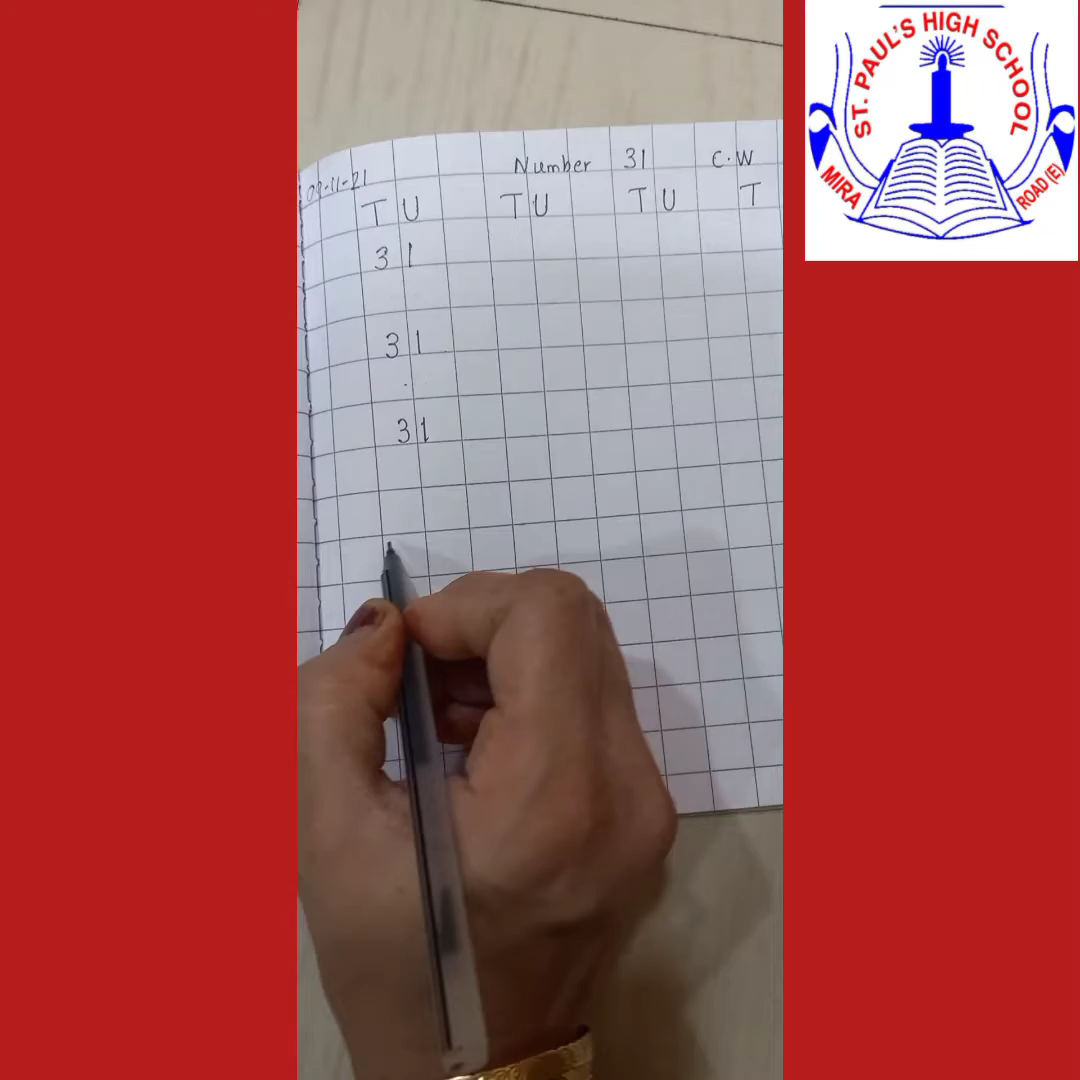 ST. PAUL'S HIGH SCHOOL
MIRA ROAD (E)
Number 31 C.W
09-11-21
T U T U T U T
3 1
3 1
3 1